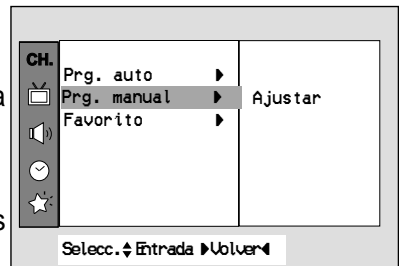 CH.
Prg. auto ▶
Prg. manual ▶ Ajustar
Favorito ▶
a
s
Selecc.▲▼ Entrada ▶Volver◀